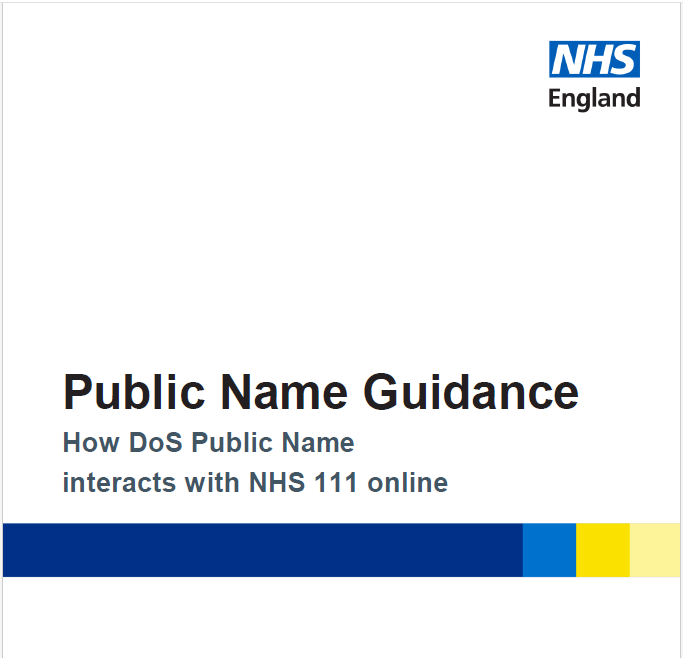 NHS
England
Public Name Guidance
How DoS Public Name
interacts with NHS 111 online